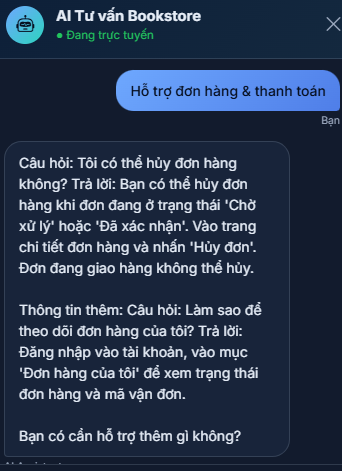 AI Tư vấn Bookstore
Đang trực tuyến
Hỗ trợ đơn hàng & thanh toán
Bạn
Câu hỏi: Tôi có thể hủy đơn hàng
không? Trả lời: Bạn có thể hủy đơn
hàng khi đơn đang ở trạng thái 'Chờ
xử lý' hoặc 'Đã xác nhận'. Vào trang
chi tiết đơn hàng và nhấn 'Hủy đơn'.
Đơn đang giao hàng không thể hủy.
Thông tin thêm: Câu hỏi: Làm sao để
theo dõi đơn hàng của tôi? Trả lời:
Đăng nhập vào tài khoản, vào mục
'Đơn hàng của tôi' để xem trạng thái
đơn hàng và mã vận đơn.
Bạn có cần hỗ trợ thêm gì không?